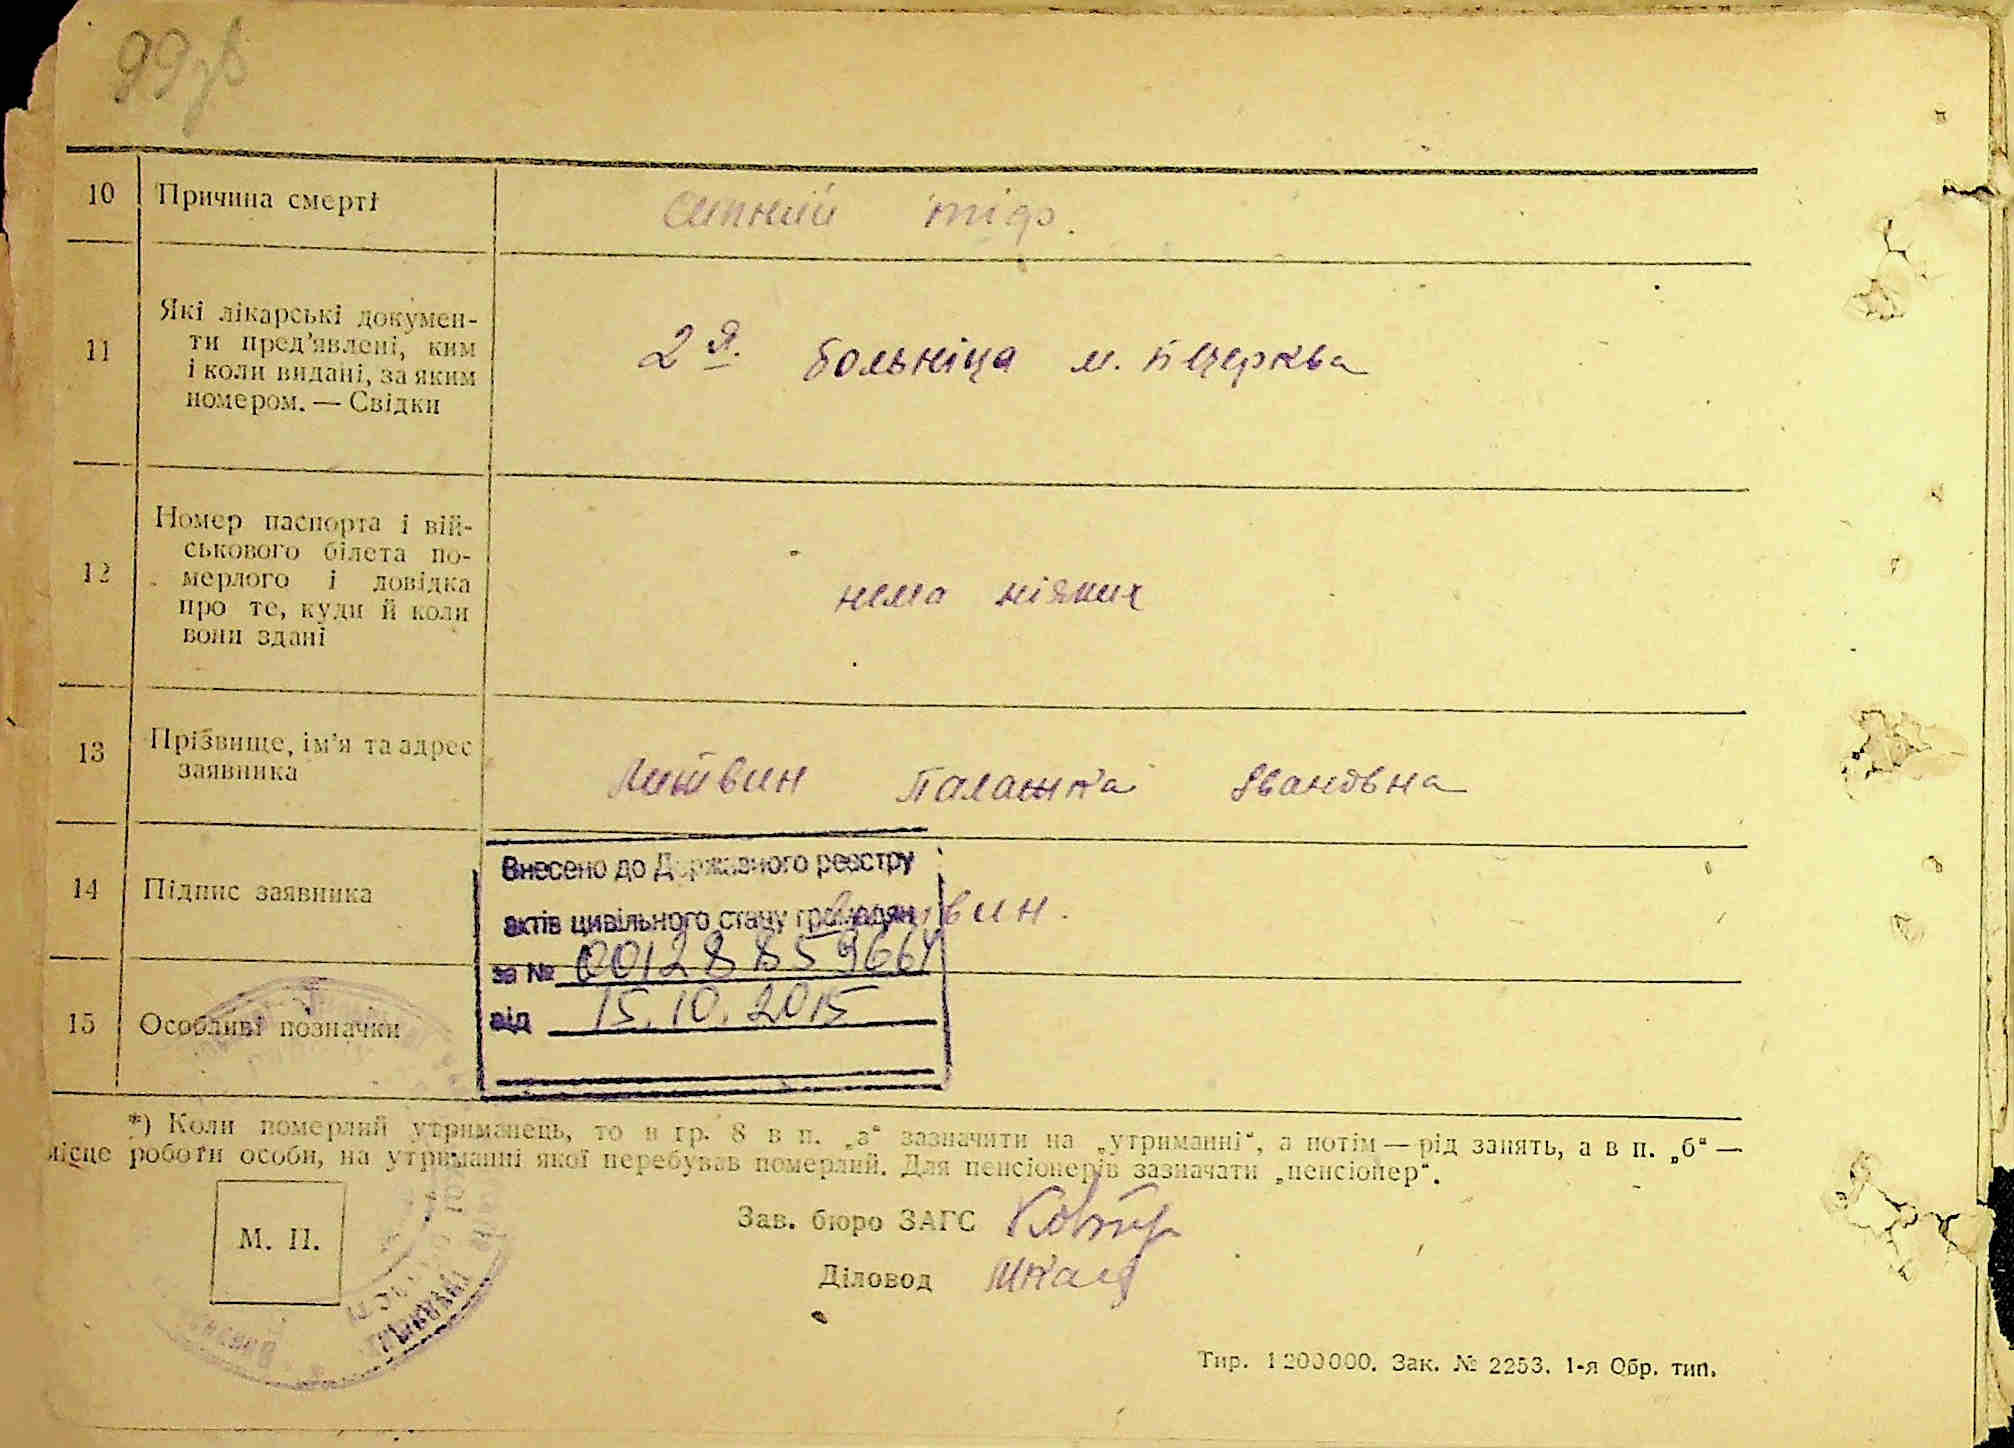 99зв
10 Причина смерті Сипний тіф.
11 Які лікарські докумен-
ти пред'явлені, ким
і коли видані, за яким
номером. — Свідки
2я. больніца м. Б Церква
12 Номер паспорта і вій-
ськового білета по-
мерлого і довідка
про те, куди й коли
вони здані
нема ніяких
13 Прізвище, ім'я та адрес
заявника
Литвин Палажка Івановна
14 Підпис заявника
Внесено до Державного реєстру
актів цивільного стану громадян
за № 00128859664
від 15.10.2015
15 Особливі позначки
*) Коли померлий утриманець, то в гр. 8 в п. „а“ зазначити на „утриманні“, а потім — рід занять, а в п. „б“ —
місце роботи особи, на утриманні якої перебував померлий. Для пенсіонерів зазначати „пенсіонер“.
М. П.
Зав. бюро ЗАГС
Діловод
Тир. 1200000. Зак. № 2253. 1-я Обр. тип.